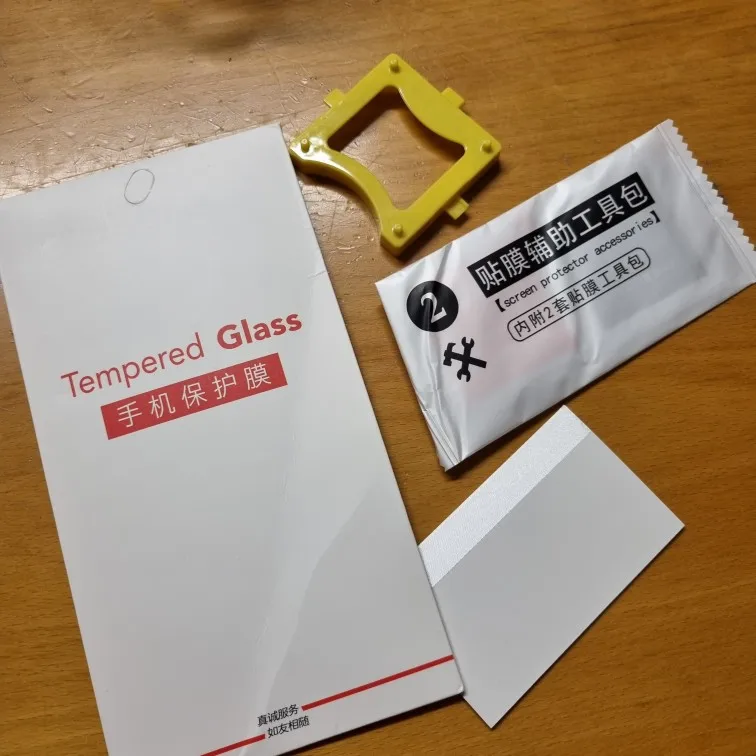 Tempered Glass
手机保护膜
真诚服务
如友相随
2
贴膜辅助工具包
【screen protector accessories】
内附2套贴膜工具包